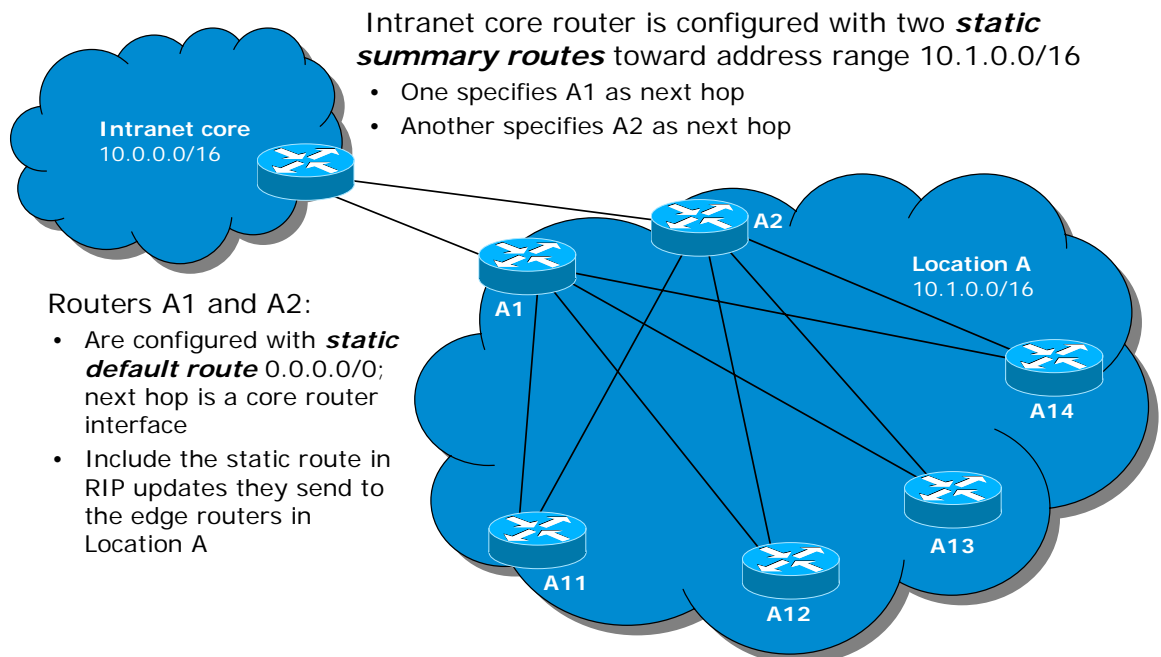 Intranet core router is configured with two static
summary routes toward address range 10.1.0.0/16
• One specifies A1 as next hop
• Another specifies A2 as next hop
Intranet core
10.0.0.0/16
A2
Location A
10.1.0.0/16
A1
Routers A1 and A2:
• Are configured with static
default route 0.0.0.0/0;
next hop is a core router
interface
• Include the static route in
RIP updates they send to
the edge routers in
Location A
A14
A13
A11
A12